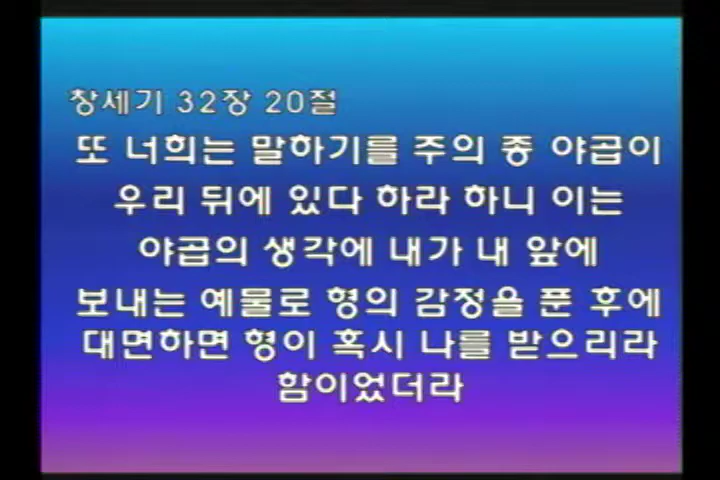 창세기 32장 20절
또 너희는 말하기를 주의 종 야곱이
우리 뒤에 있다 하라 하니 이는
야곱의 생각에 내가 내 앞에
보내는 예물로 형의 감정을 푼 후에
대면하면 형이 혹시 나를 받으리라
함이었더라